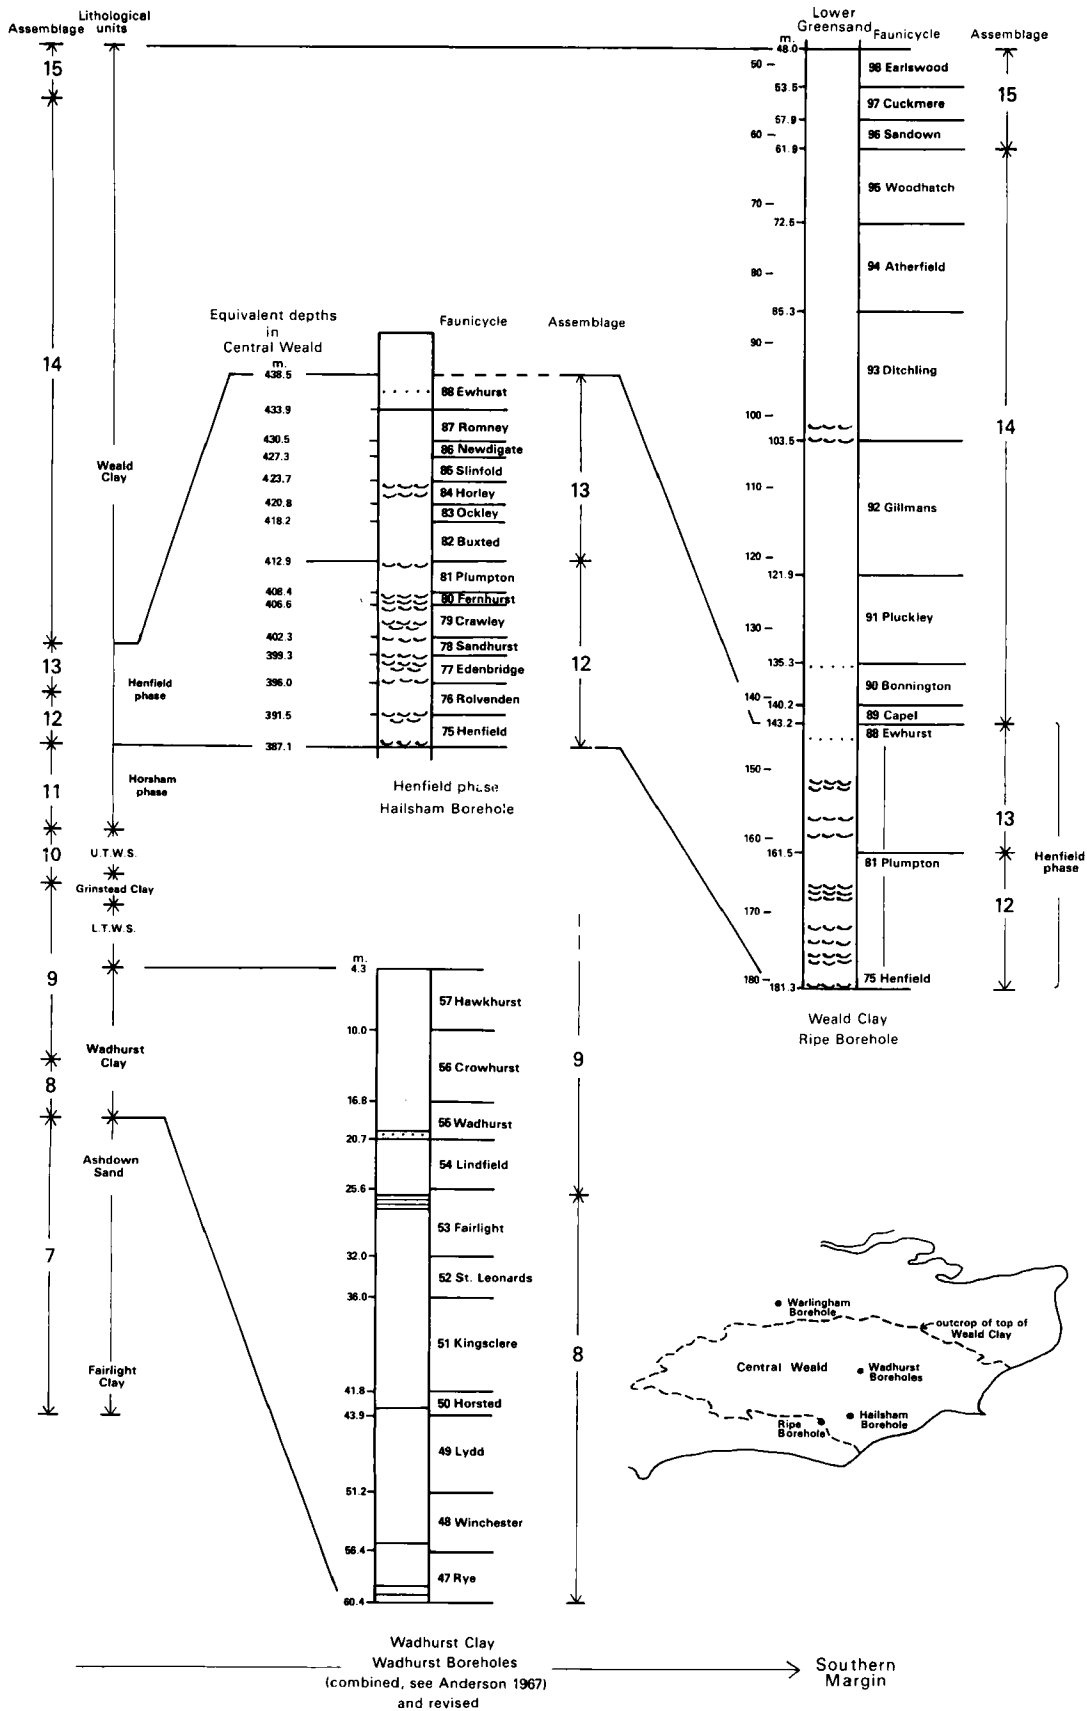 Assemblage
Lithological
units
15
14
13
12
11
10
9
8
7
Weald
Clay
Henfield
phase
Horsham
phase
U.T.W.S.
Grinstead Clay
L.T.W.S.
Wadhurst
Clay
Ashdown
Sand
Fairlight
Clay
Equivalent depths
in
Central Weald
m.
Faunicycle
Assemblage
438.5
88 Ewhurst
433.9
87 Romney
430.5
86 Newdigate
427.3
85 Slinfold
423.7
84 Horley
420.8
83 Ockley
418.2
82 Buxted
412.9
81 Plumpton
408.4
80 Fernhurst
406.6
79 Crawley
402.3
78 Sandhurst
399.3
77 Edenbridge
396.0
76 Rolvenden
391.5
75 Henfield
387.1
13
12
Henfield phase
Hailsham Borehole
m.
4.3
57 Hawkhurst
10.0
56 Crowhurst
16.8
55 Wadhurst
20.7
54 Lindfield
25.6
53 Fairlight
32.0
52 St. Leonards
36.0
51 Kingsclere
41.8
50 Horsted
43.9
49 Lydd
51.2
48 Winchester
56.4
47 Rye
60.4
9
8
Wadhurst Clay
Wadhurst Boreholes
(combined, see Anderson 1967)
and revised
Lower
Greensand
Faunicycle
Assemblage
m.
48.0
50
98 Earlswood
53.5
97 Cuckmere
57.9
60
96 Sandown
61.9
95 Woodhatch
70
72.5
94 Atherfield
80
85.3
90
93 Ditchling
100
103.5
110
92 Gillmans
120
121.9
91 Pluckley
130
135.3
90 Bonnington
140
140.2
89 Capel
143.2
88 Ewhurst
150
160
161.5
81 Plumpton
170
180
75 Henfield
181.3
15
14
13
12
Henfield
phase
Weald Clay
Ripe Borehole
Warlingham
Borehole
outcrop of top of
Weald Clay
Central Weald
Wadhurst
Boreholes
Ripe
Borehole
Hailsham
Borehole
Southern
Margin